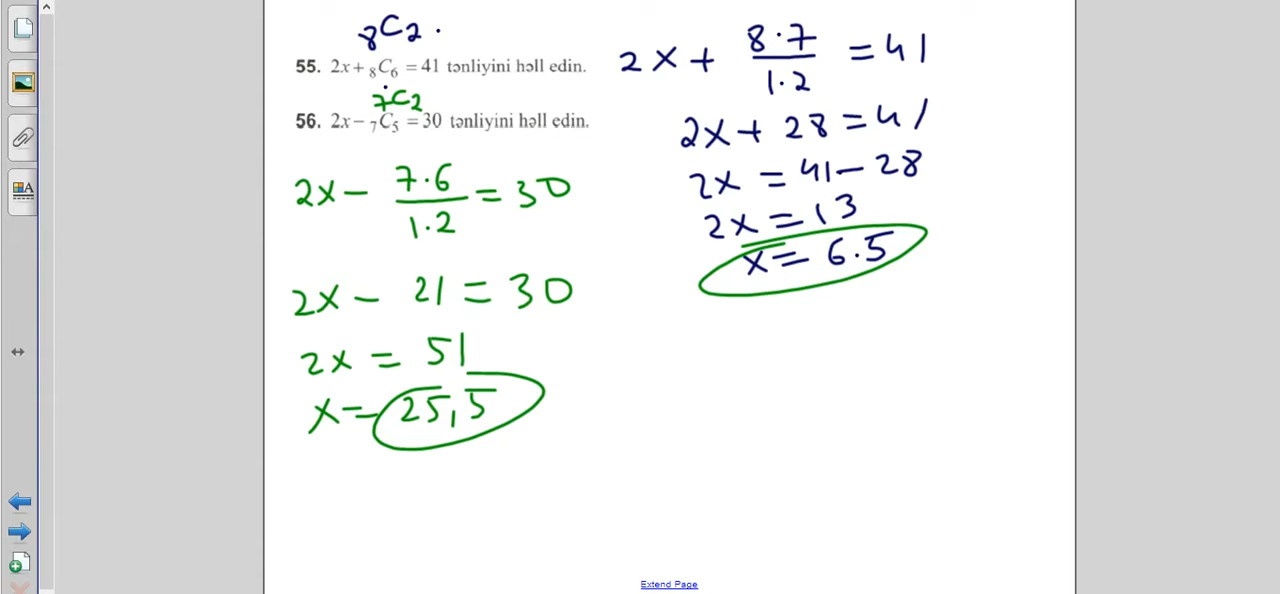 ₈C₂ .
55. 2x + ₈C₆ = 41 tənliyini həll edin.
₇C₂
56. 2x − ₇C₅ = 30 tənliyini həll edin.
2x − 7·6/1·2 = 30
2x − 21 = 30
2x = 51
x = 25,5
2x + 8·7/1·2 = 41
2x + 28 = 41
2x = 41 − 28
2x = 13
x = 6.5
Extend Page